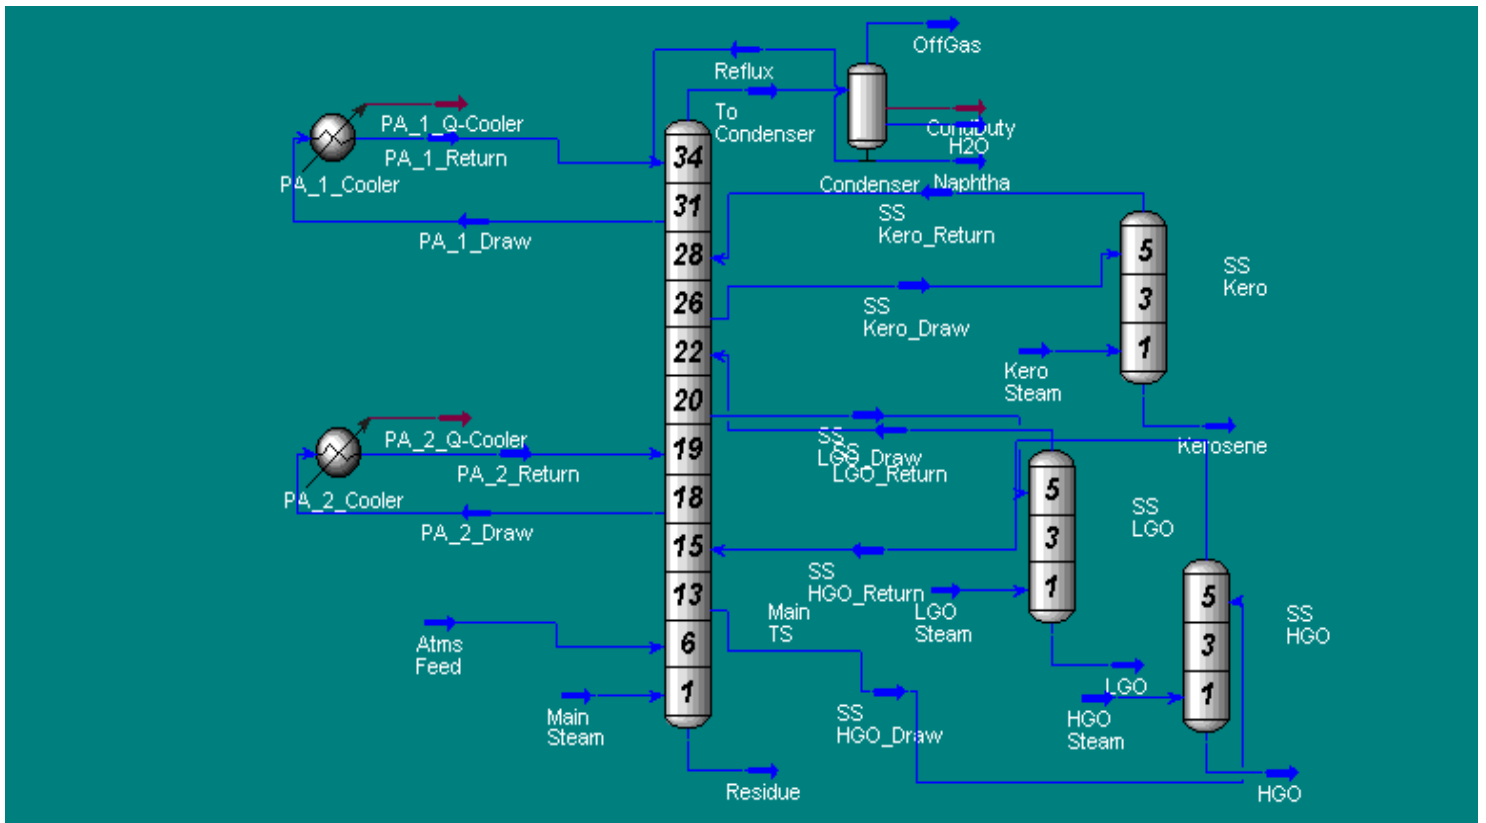 OffGas
Reflux
To
Condenser
PA_1_Q-Cooler
PA_1_Return
PA_1_Cooler
PA_1_Draw
CondDuty
H2O
Condenser
Naphtha
34
31
28
26
22
20
19
18
15
13
6
1
SS
Kero_Return
SS
Kero_Draw
5
3
1
SS
Kero
Kero
Steam
Kerosene
PA_2_Q-Cooler
PA_2_Return
PA_2_Cooler
PA_2_Draw
SS
LGO_Draw
SS
LGO_Return
5
3
1
SS
LGO
SS
HGO_Return
LGO
Steam
Main
TS
LGO
5
3
1
SS
HGO
HGO
Steam
Atms
Feed
Main
Steam
SS
HGO_Draw
Residue
HGO